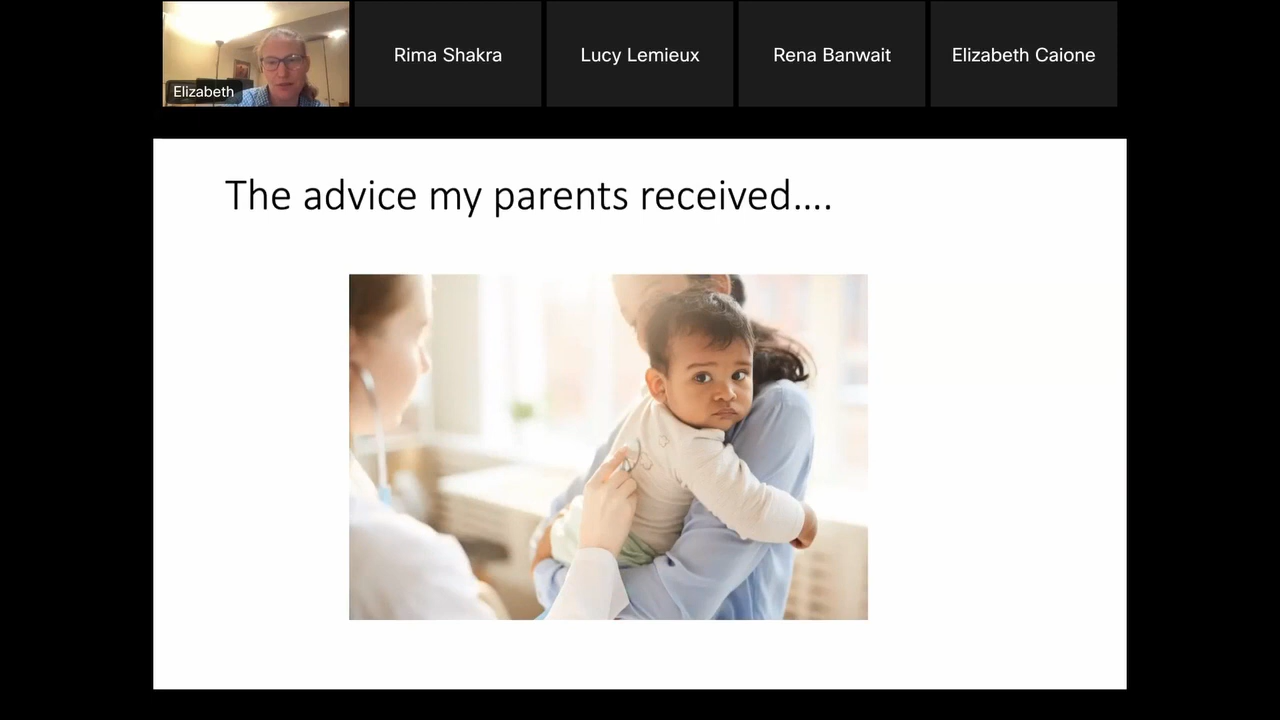 Elizabeth
Rima Shakra
Lucy Lemieux
Rena Banwait
Elizabeth Caione
The advice my parents received....